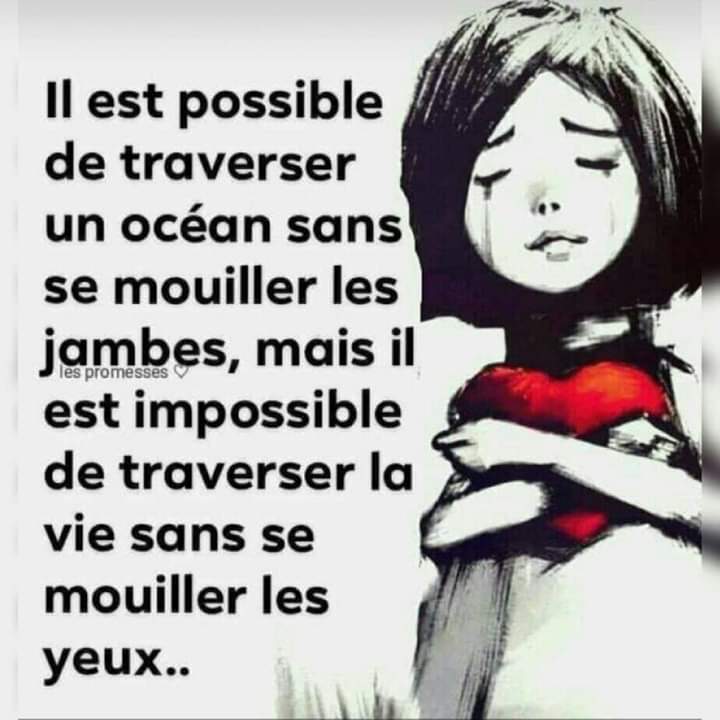 Il est possible
de traverser
un océan sans
se mouiller les
jambes, mais il
les promesses ♡
est impossible
de traverser la
vie sans se
mouiller les
yeux..